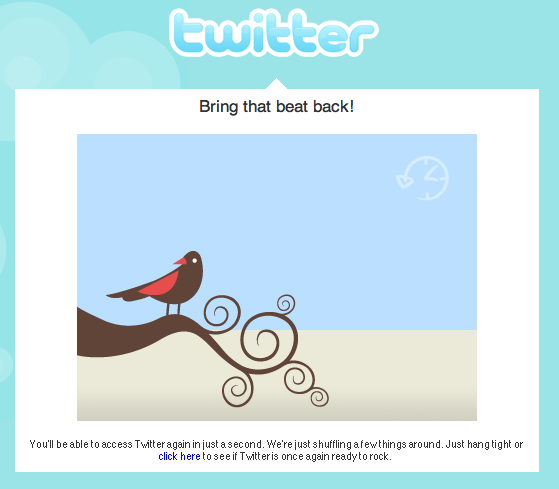 twitter
Bring that beat back!
You'll be able to access Twitter again in just a second. We're just shuffling a few things around. Just hang tight or
click here to see if Twitter is once again ready to rock.